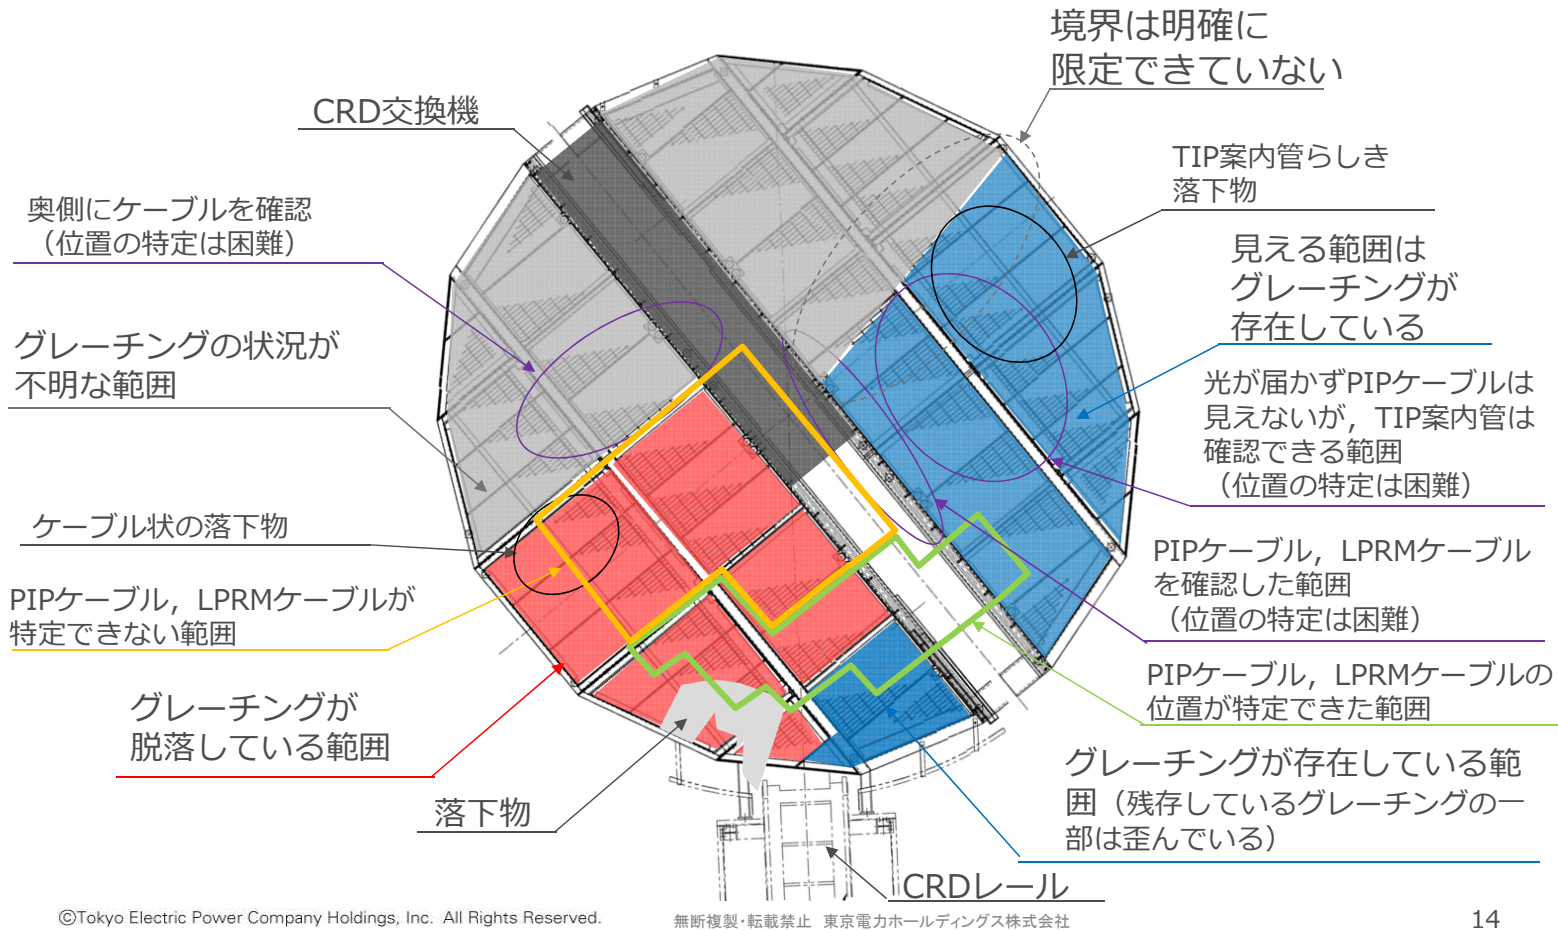 境界は明確に
限定できていない
CRD交換機
TIP案内管らしき
落下物
奥側にケーブルを確認
（位置の特定は困難）
見える範囲は
グレーチングが
存在している
グレーチングの状況が
不明な範囲
光が届かずPIPケーブルは
見えないが，TIP案内管は
確認できる範囲
（位置の特定は困難）
ケーブル状の落下物
PIPケーブル，LPRMケーブル
を確認した範囲
（位置の特定は困難）
PIPケーブル，LPRMケーブルが
特定できない範囲
PIPケーブル，LPRMケーブルの
位置が特定できた範囲
グレーチングが
脱落している範囲
グレーチングが存在している範
囲（残存しているグレーチングの一
部は歪んでいる）
落下物
CRDレール
©Tokyo Electric Power Company Holdings, Inc. All Rights Reserved.
無断複製・転載禁止 東京電力ホールディングス株式会社
14